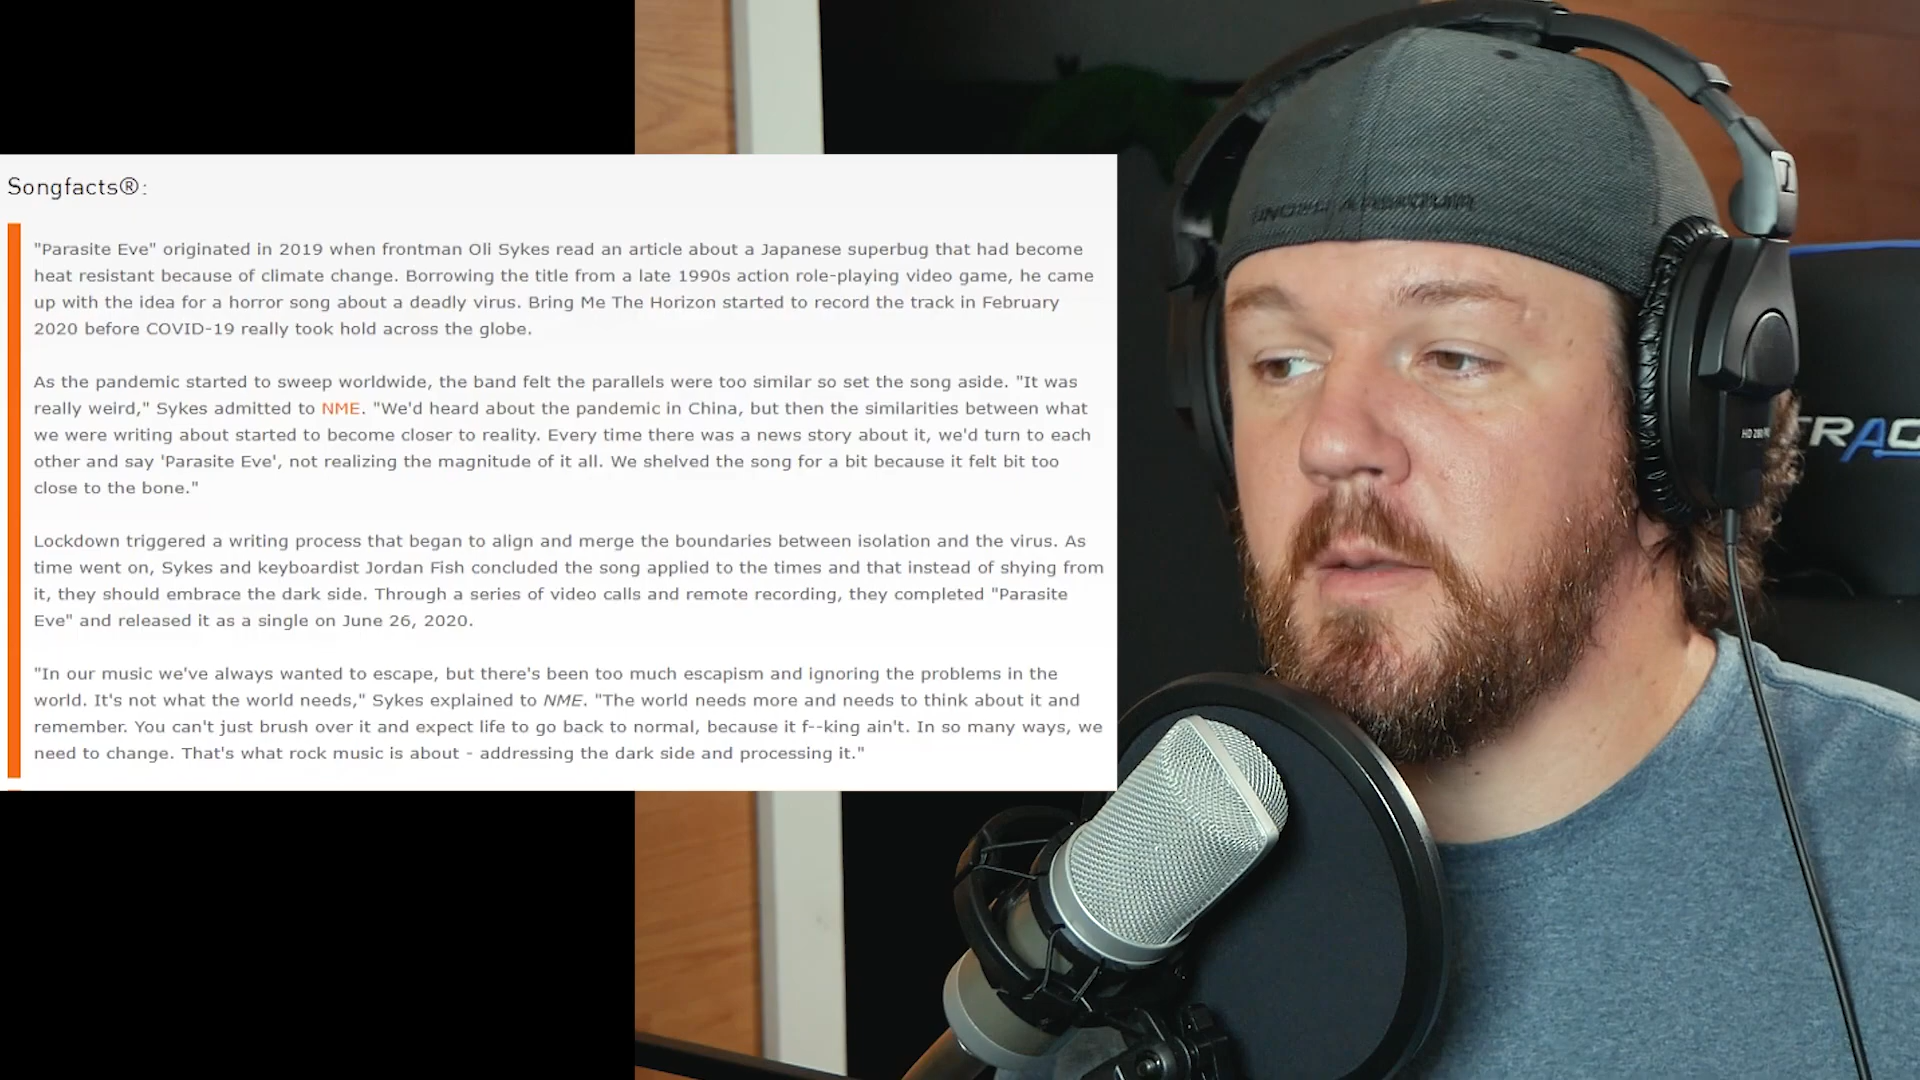 Songfacts®:
"Parasite Eve" originated in 2019 when frontman Oli Sykes read an article about a Japanese superbug that had become
heat resistant because of climate change. Borrowing the title from a late 1990s action role-playing video game, he came
up with the idea for a horror song about a deadly virus. Bring Me The Horizon started to record the track in February
2020 before COVID-19 really took hold across the globe.
As the pandemic started to sweep worldwide, the band felt the parallels were too similar so set the song aside. "It was
really weird," Sykes admitted to NME. "We'd heard about the pandemic in China, but then the similarities between what
we were writing about started to become closer to reality. Every time there was a news story about it, we'd turn to each
other and say 'Parasite Eve', not realizing the magnitude of it all. We shelved the song for a bit because it felt bit too
close to the bone."
Lockdown triggered a writing process that began to align and merge the boundaries between isolation and the virus. As
time went on, Sykes and keyboardist Jordan Fish concluded the song applied to the times and that instead of shying from
it, they should embrace the dark side. Through a series of video calls and remote recording, they completed "Parasite
Eve" and released it as a single on June 26, 2020.
"In our music we've always wanted to escape, but there's been too much escapism and ignoring the problems in the
world. It's not what the world needs," Sykes explained to NME. "The world needs more and needs to think about it and
remember. You can't just brush over it and expect life to go back to normal, because it f--king ain't. In so many ways, we
need to change. That's what rock music is about - addressing the dark side and processing it."
HD 280